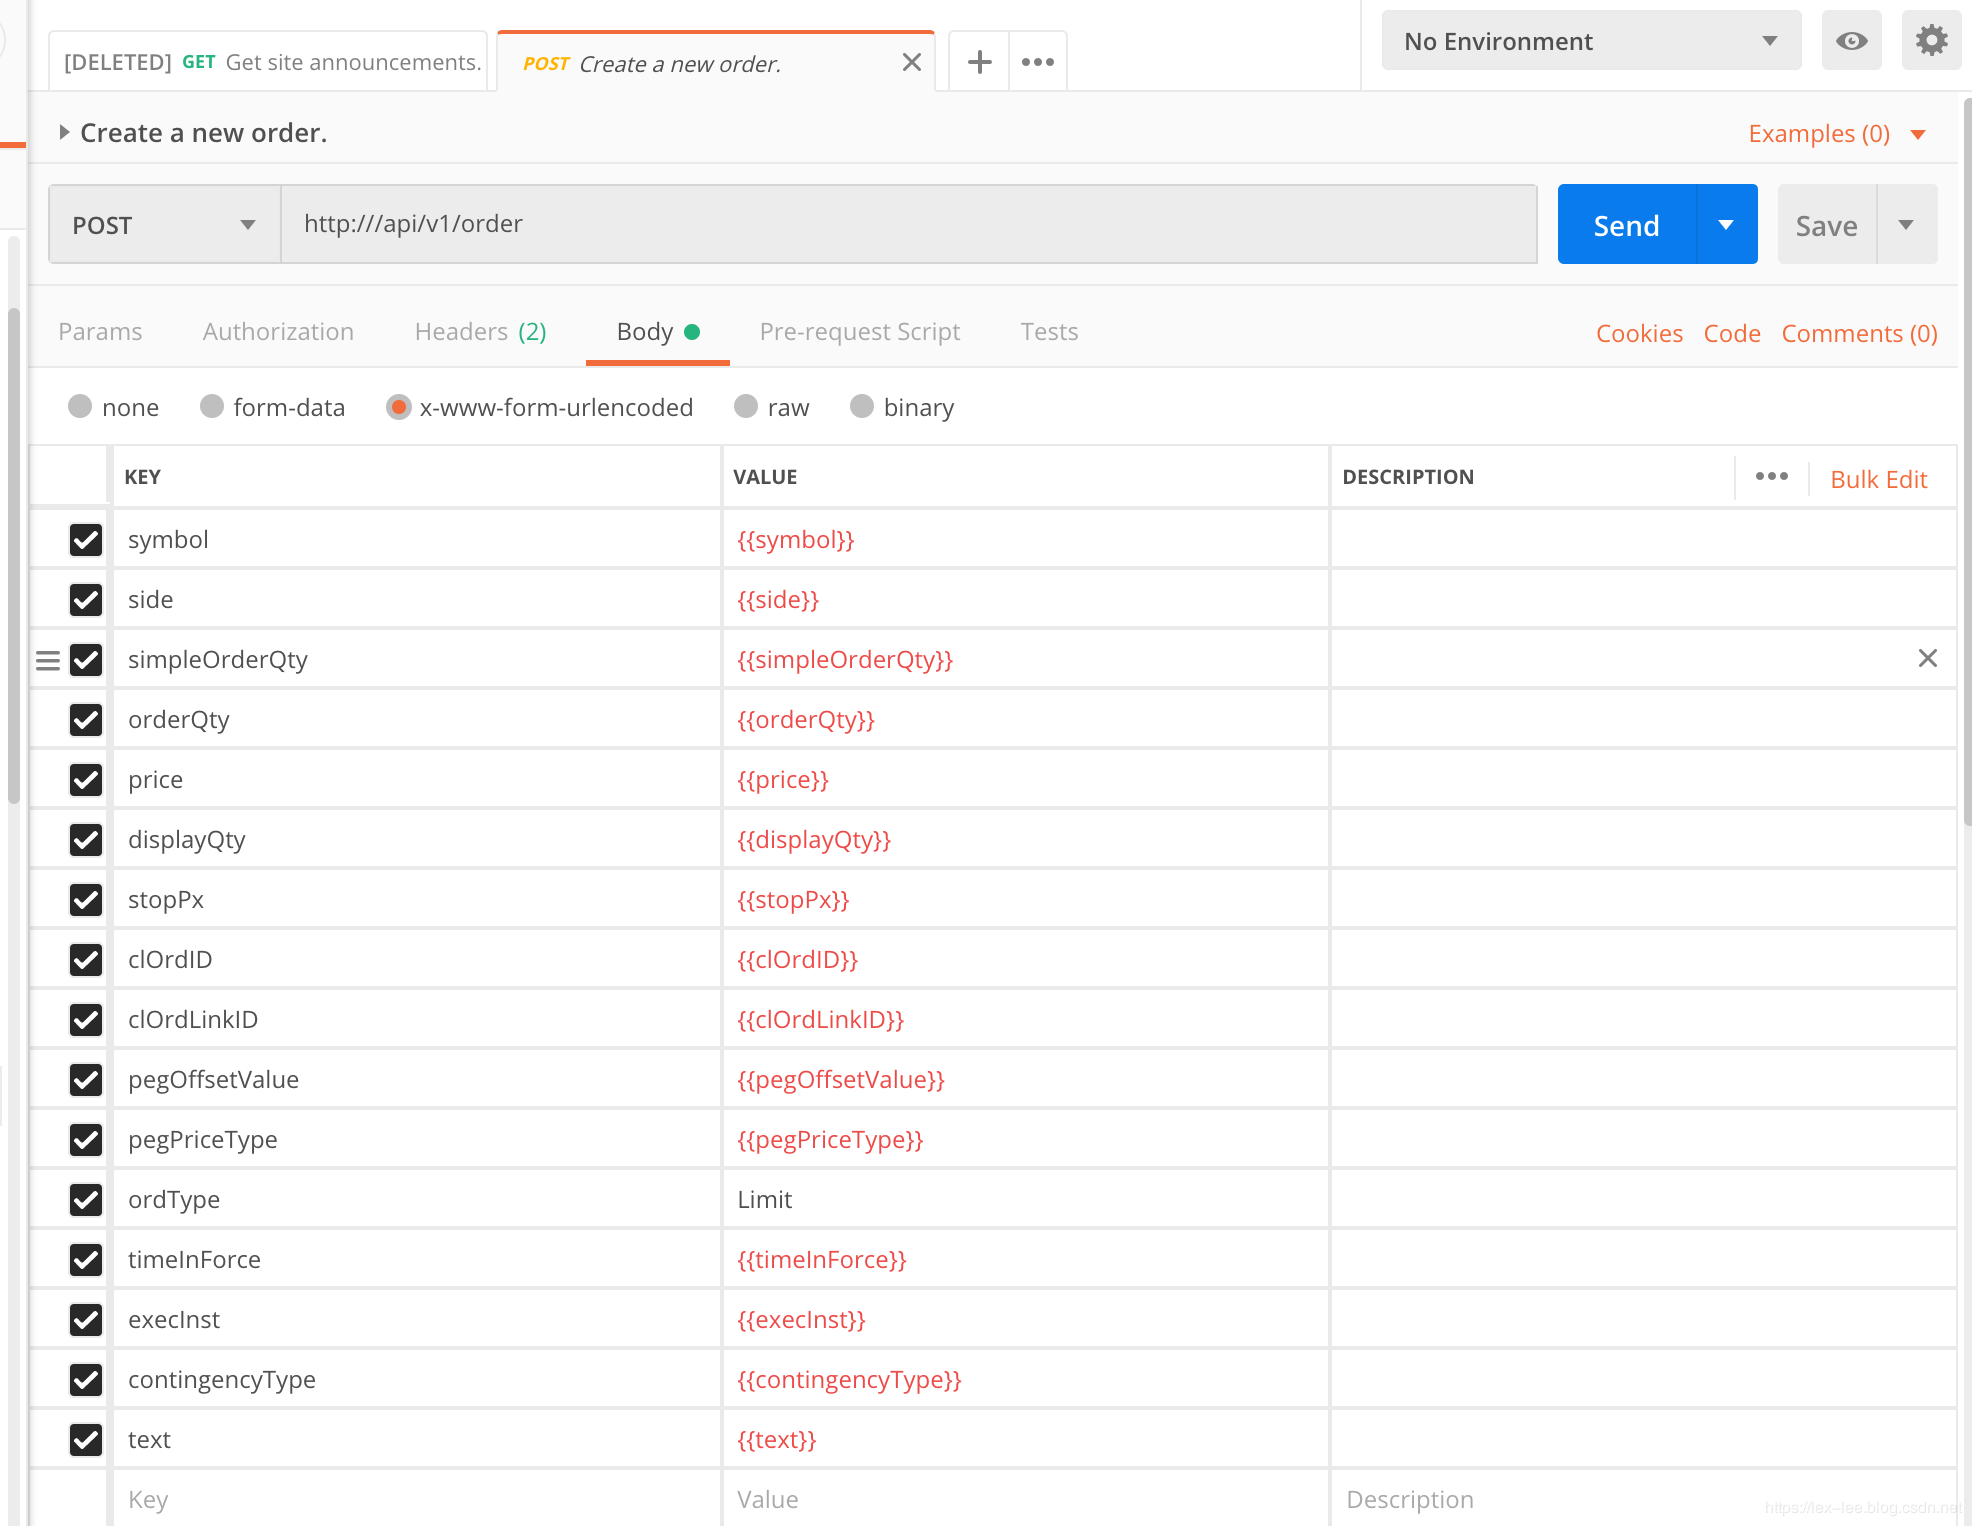 [DELETED] GET Get site announcements.
POST Create a new order.
No Environment
Create a new order.
Examples (0)
POST
http:///api/v1/order
Send
Save
Params
Authorization
Headers (2)
Body
Pre-request Script
Tests
Cookies
Code
Comments (0)
none
form-data
x-www-form-urlencoded
raw
binary
KEY
VALUE
DESCRIPTION
Bulk Edit
symbol
{{symbol}}
side
{{side}}
simpleOrderQty
{{simpleOrderQty}}
orderQty
{{orderQty}}
price
{{price}}
displayQty
{{displayQty}}
stopPx
{{stopPx}}
clOrdID
{{clOrdID}}
clOrdLinkID
{{clOrdLinkID}}
pegOffsetValue
{{pegOffsetValue}}
pegPriceType
{{pegPriceType}}
ordType
Limit
timeInForce
{{timeInForce}}
execInst
{{execInst}}
contingencyType
{{contingencyType}}
text
{{text}}
Key
Value
Description
https://lex-lee.blog.csdn.net